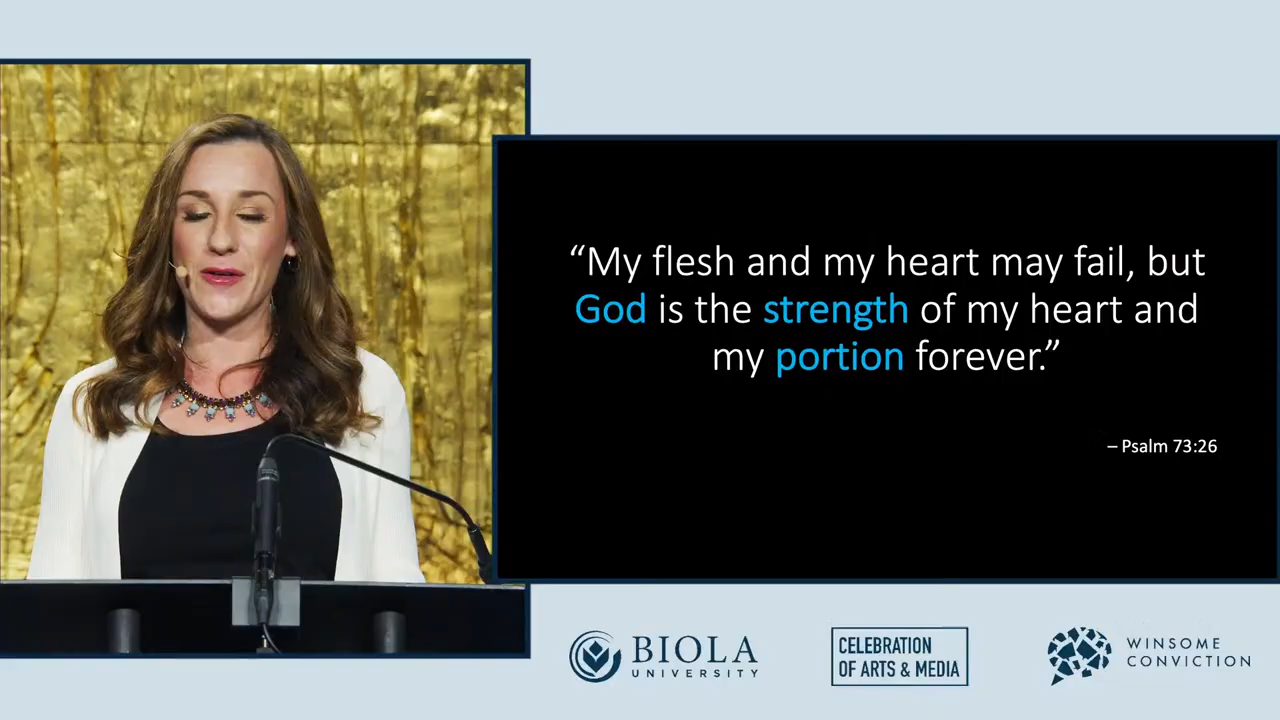 “My flesh and my heart may fail, but
God is the strength of my heart and
my portion forever.”
– Psalm 73:26
BIOLA
UNIVERSITY
CELEBRATION
OF ARTS & MEDIA
WINSOME
CONVICTION